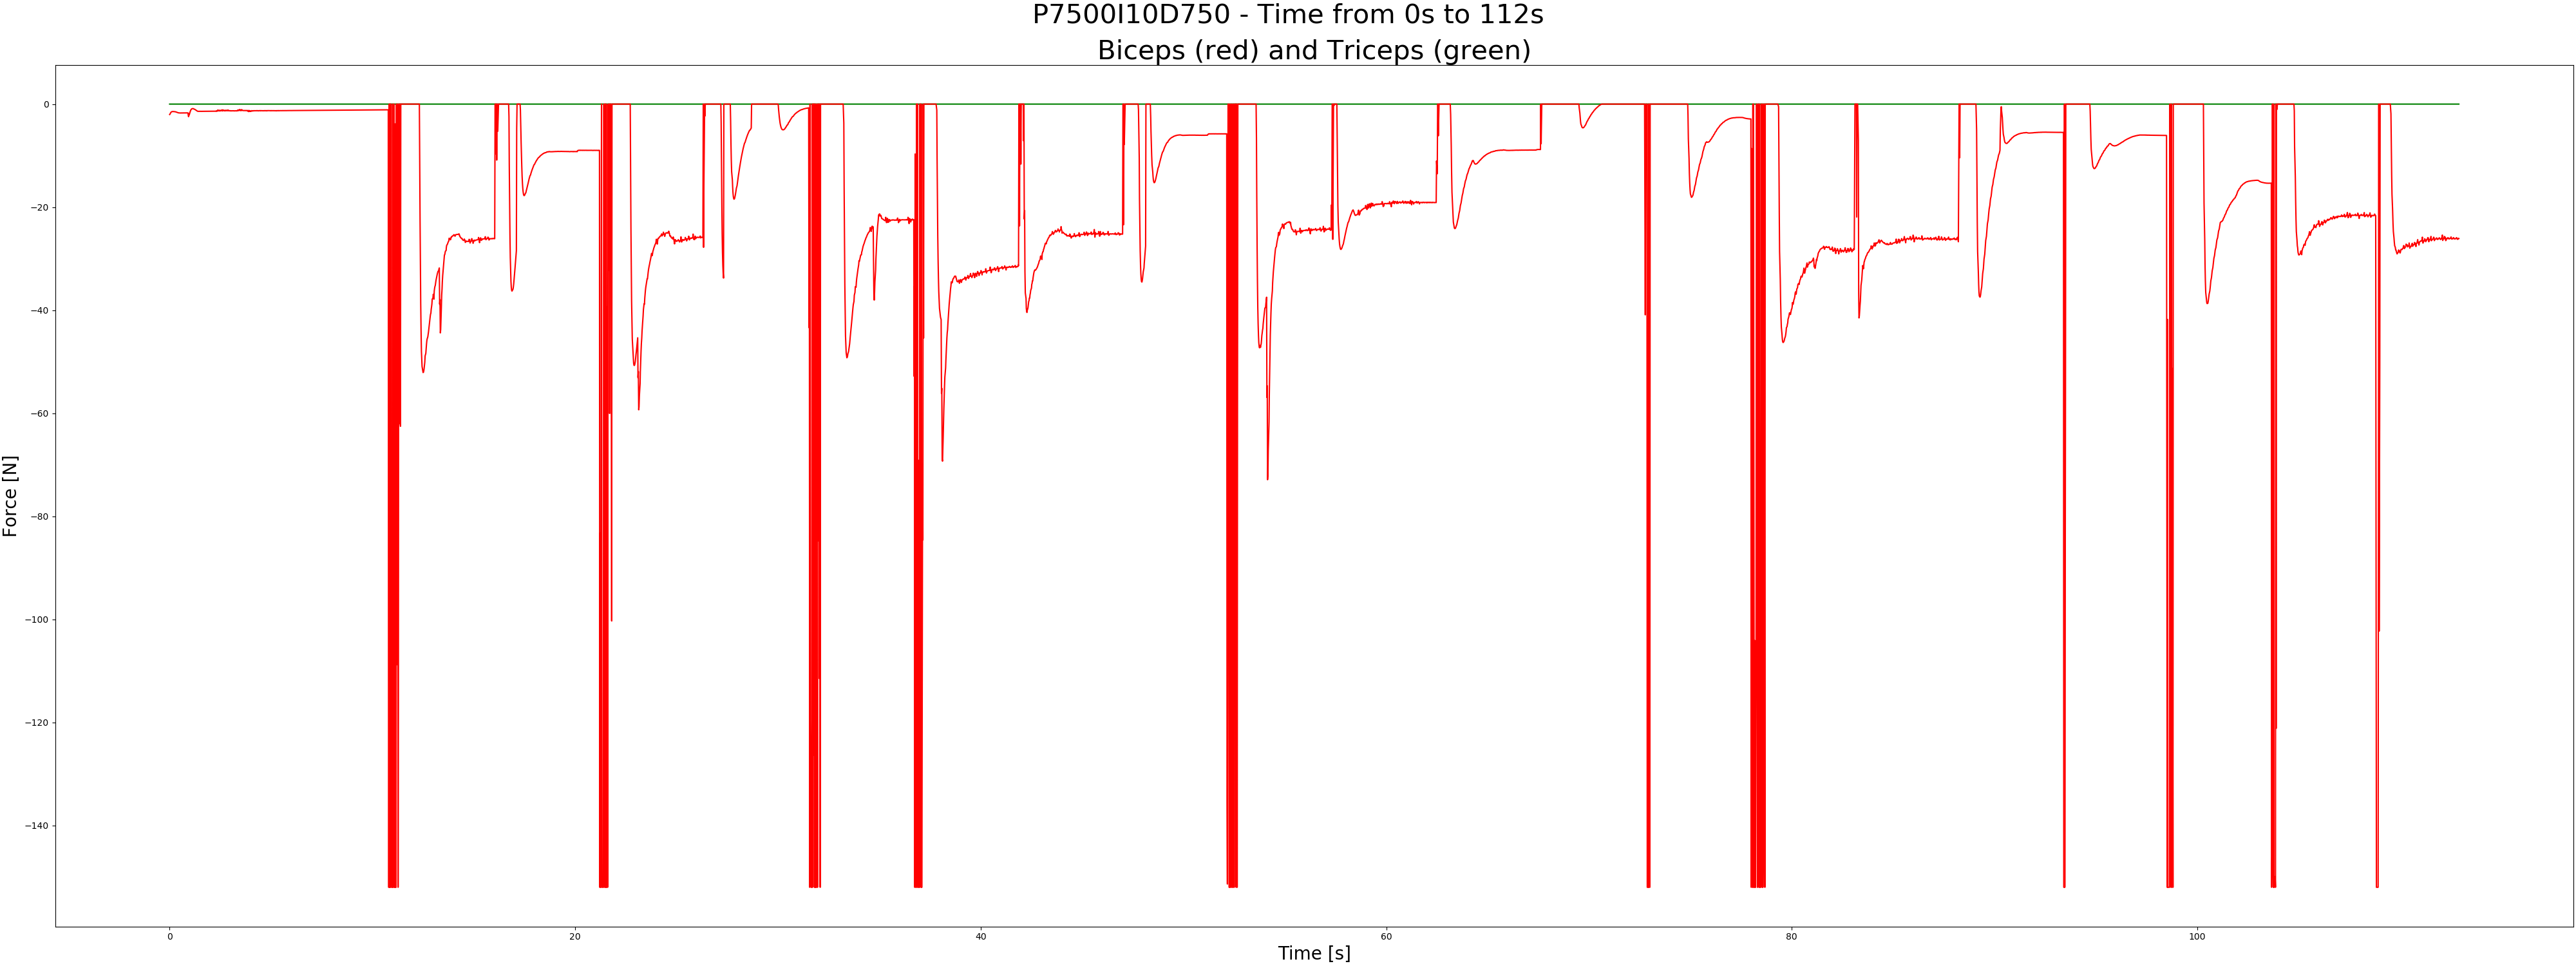 P7500I10D750 - Time from 0s to 112s
Biceps (red) and Triceps (green)
0
−20
−40
−60
−80
−100
−120
−140
Force [N]
0 20 40 60 80 100
Time [s]